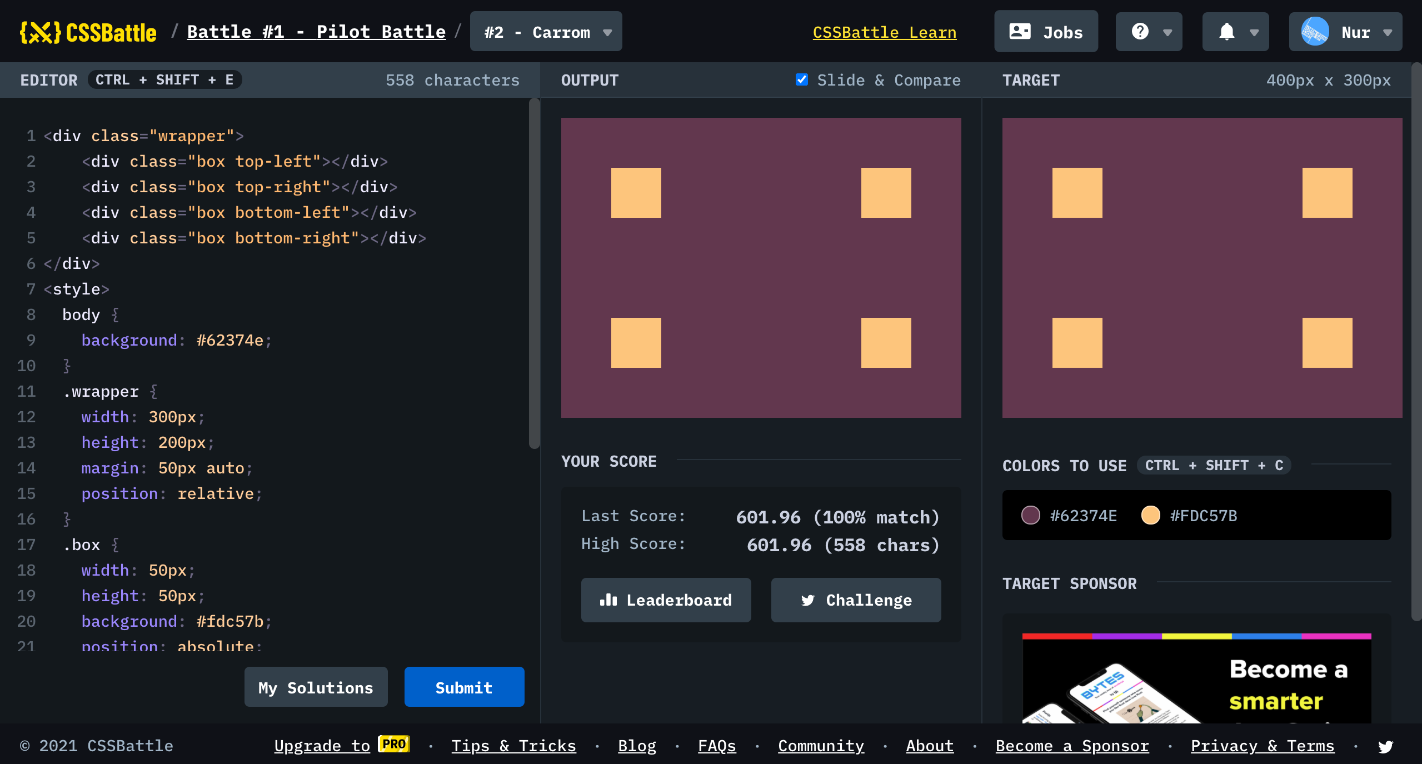 CSSBattle / Battle #1 - Pilot Battle / #2 - Carrom CSSBattle Learn Jobs Nur
EDITOR CTRL + SHIFT + E 558 characters
1 <div class="wrapper">
2 <div class="box top-left"></div>
3 <div class="box top-right"></div>
4 <div class="box bottom-left"></div>
5 <div class="box bottom-right"></div>
6 </div>
7 <style>
8 body {
9 background: #62374e;
10 }
11 .wrapper {
12 width: 300px;
13 height: 200px;
14 margin: 50px auto;
15 position: relative;
16 }
17 .box {
18 width: 50px;
19 height: 50px;
20 background: #fdc57b;
21 position: absolute;
My Solutions Submit
OUTPUT Slide & Compare
YOUR SCORE
Last Score: 601.96 (100% match)
High Score: 601.96 (558 chars)
Leaderboard Challenge
TARGET 400px x 300px
COLORS TO USE CTRL + SHIFT + C
#62374E #FDC57B
TARGET SPONSOR
BYTES
Become a
smarter
© 2021 CSSBattle Upgrade to PRO · Tips & Tricks · Blog · FAQs · Community · About · Become a Sponsor · Privacy & Terms ·